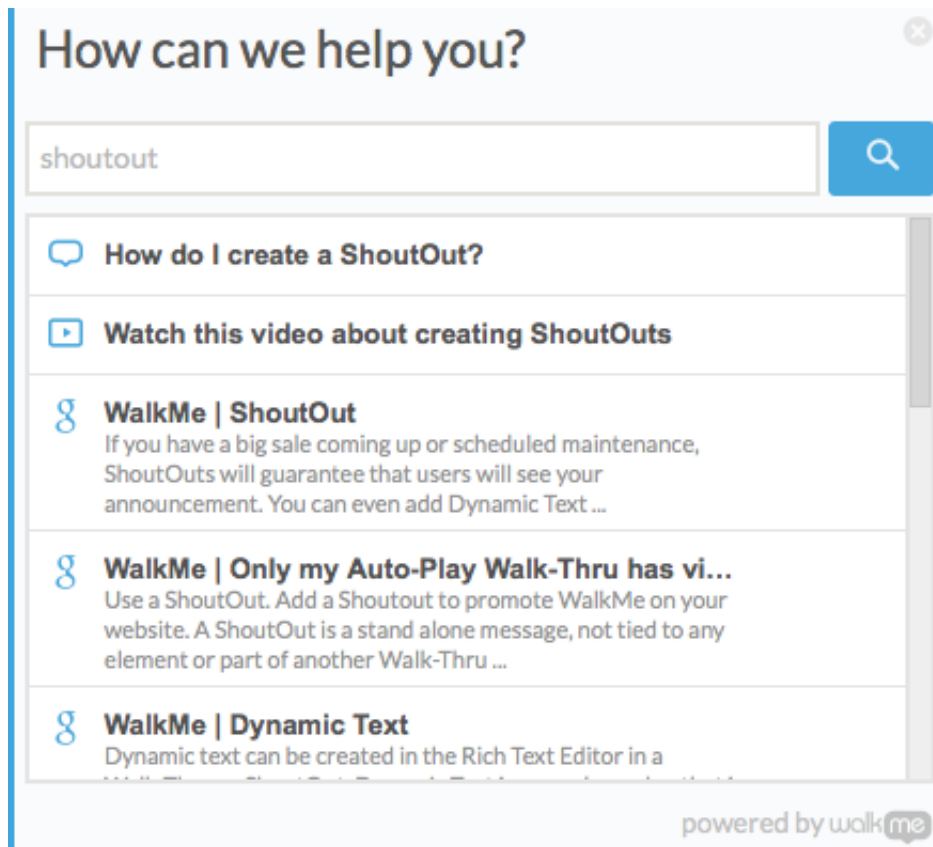 How can we help you?
shoutout
How do I create a ShoutOut?
Watch this video about creating ShoutOuts
WalkMe | ShoutOut
If you have a big sale coming up or scheduled maintenance,
ShoutOuts will guarantee that users will see your
announcement. You can even add Dynamic Text ...
WalkMe | Only my Auto-Play Walk-Thru has vi...
Use a ShoutOut. Add a Shoutout to promote WalkMe on your
website. A ShoutOut is a stand alone message, not tied to any
element or part of another Walk-Thru ...
WalkMe | Dynamic Text
Dynamic text can be created in the Rich Text Editor in a
powered by walkme